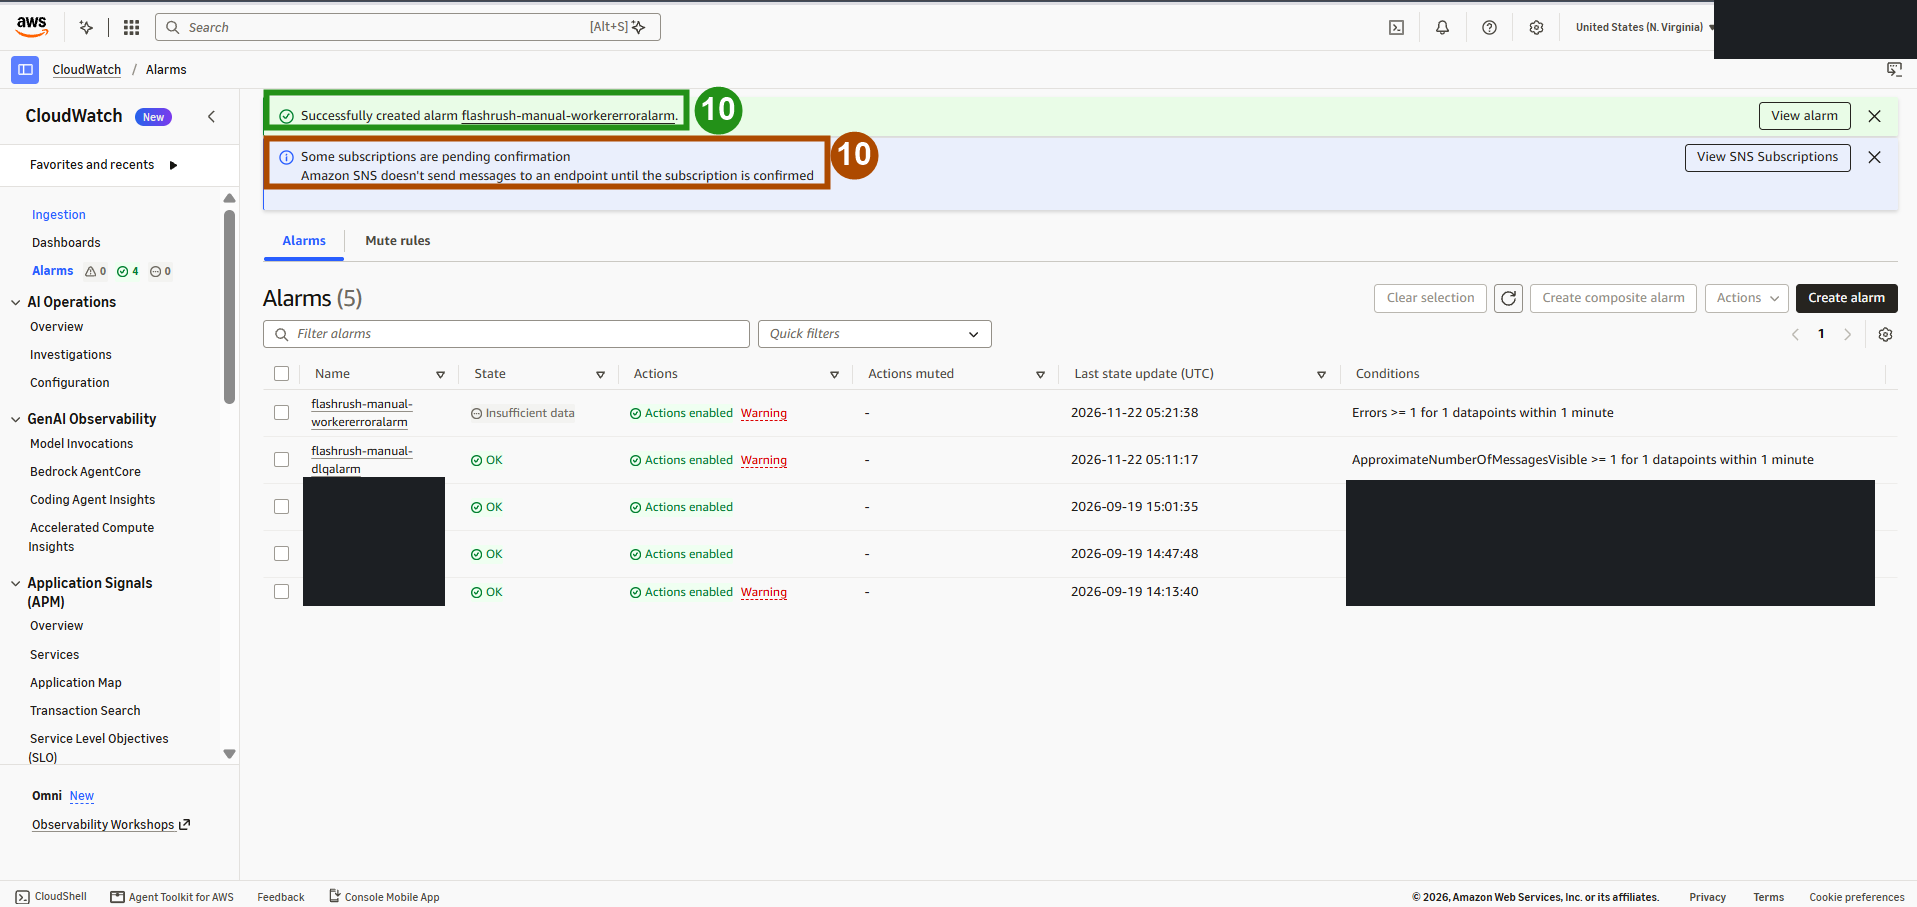 aws
Search
[Alt+S]
United States (N. Virginia)
CloudWatch / Alarms
CloudWatch New
Favorites and recents
Ingestion
Dashboards
Alarms 0 4 0
AI Operations
Overview
Investigations
Configuration
GenAI Observability
Model Invocations
Bedrock AgentCore
Coding Agent Insights
Accelerated Compute
Insights
Application Signals
(APM)
Overview
Services
Application Map
Transaction Search
Service Level Objectives
(SLO)
Omni New
Observability Workshops
Successfully created alarm flashrush-manual-workererroralarm.
10
View alarm
Some subscriptions are pending confirmation
Amazon SNS doesn't send messages to an endpoint until the subscription is confirmed
10
View SNS Subscriptions
Alarms
Mute rules
Alarms (5)
Clear selection
Create composite alarm
Actions
Create alarm
Filter alarms
Quick filters
1
Name State Actions Actions muted Last state update (UTC) Conditions
flashrush-manual-
workererroralarm
Insufficient data Actions enabled Warning - 2026-11-22 05:21:38 Errors >= 1 for 1 datapoints within 1 minute
flashrush-manual-
dlqalarm
OK Actions enabled Warning - 2026-11-22 05:11:17 ApproximateNumberOfMessagesVisible >= 1 for 1 datapoints within 1 minute
OK Actions enabled - 2026-09-19 15:01:35
OK Actions enabled - 2026-09-19 14:47:48
OK Actions enabled Warning - 2026-09-19 14:13:40
CloudShell
Agent Toolkit for AWS
Feedback
Console Mobile App
© 2026, Amazon Web Services, Inc. or its affiliates.
Privacy
Terms
Cookie preferences